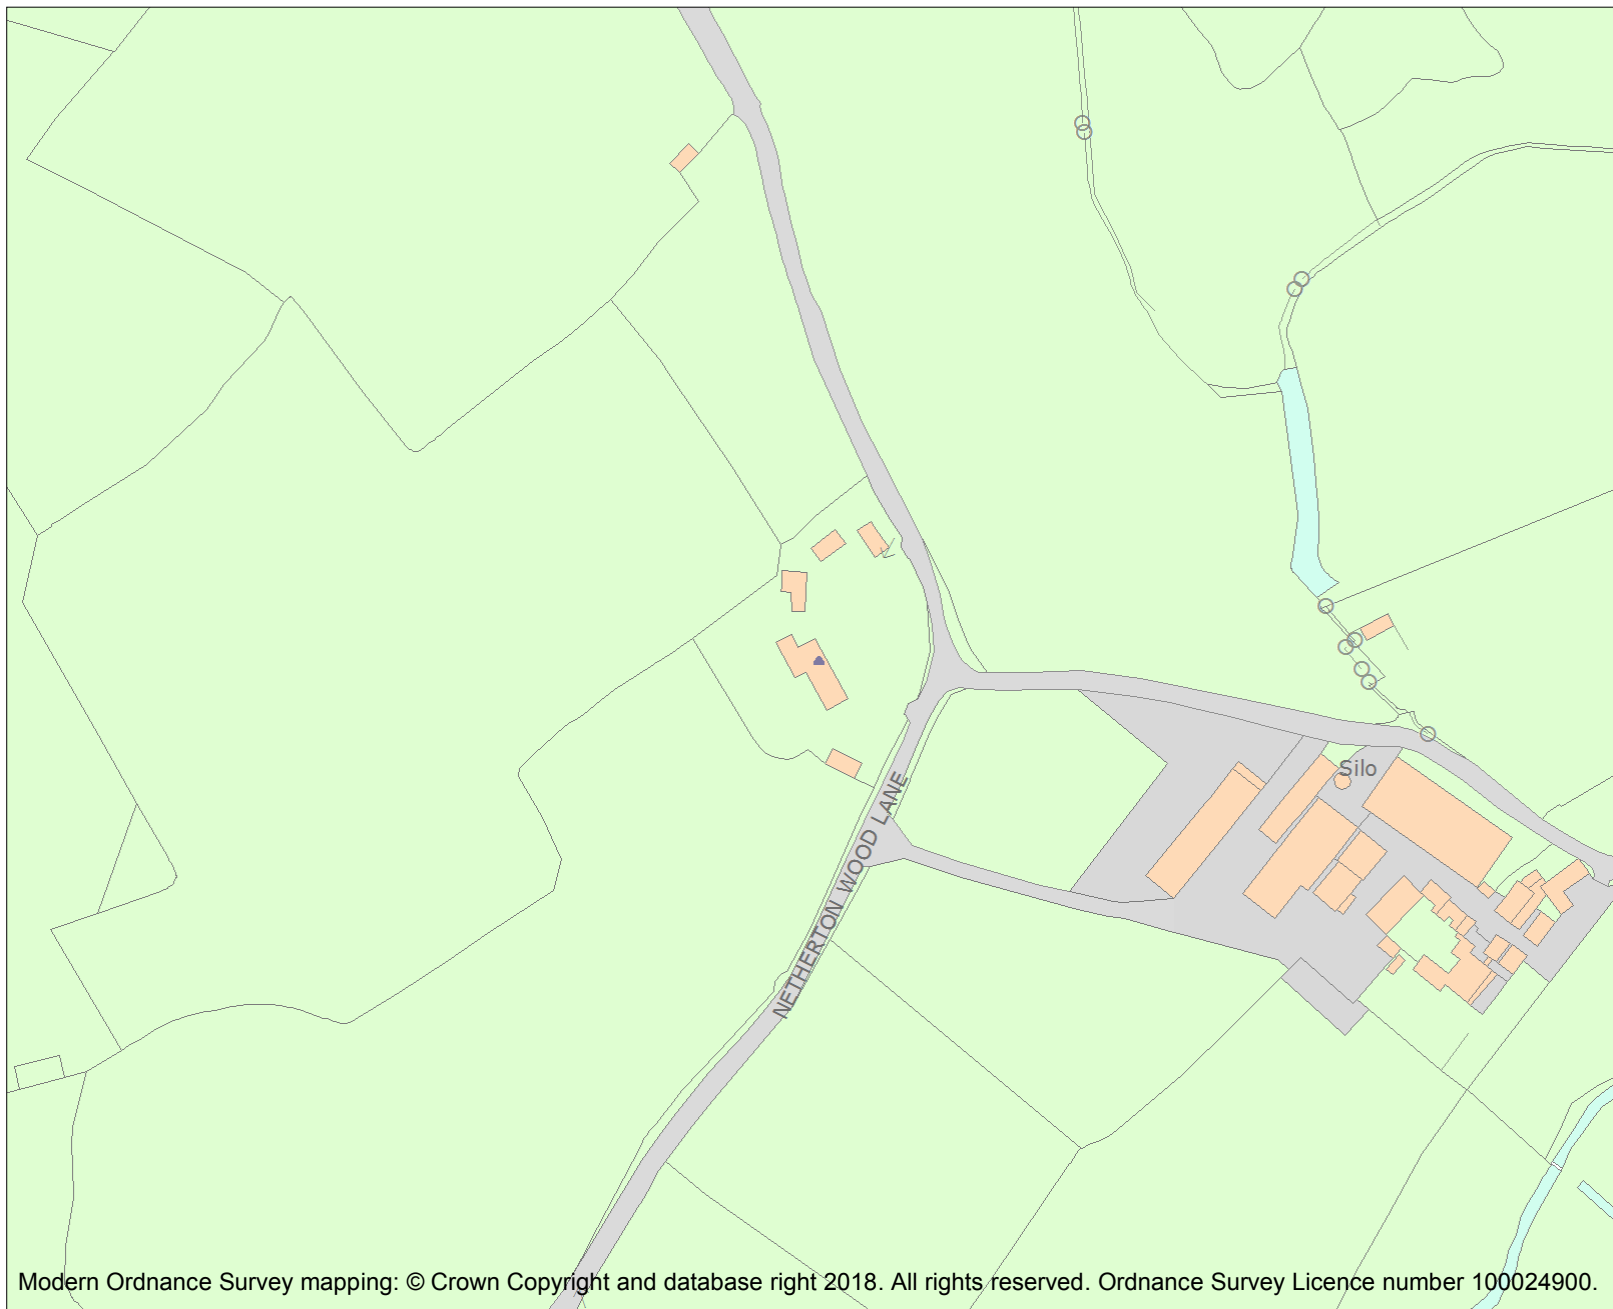 Silo
NETHERTON WOOD LANE
Modern Ordnance Survey mapping: © Crown Copyright and database right 2018. All rights reserved. Ordnance Survey Licence number 100024900.